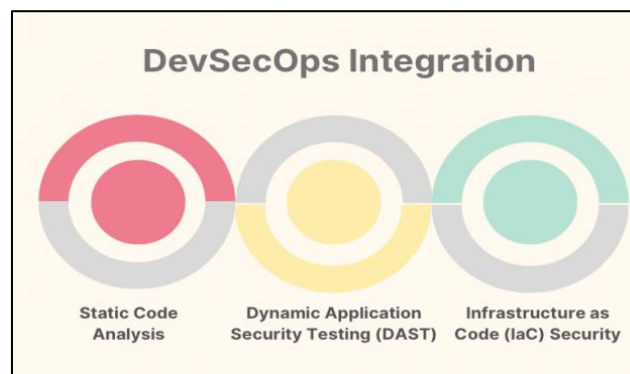 DevSecOps Integration
Static Code
Analysis
Dynamic Application
Security Testing (DAST)
Infrastructure as
Code (IaC) Security